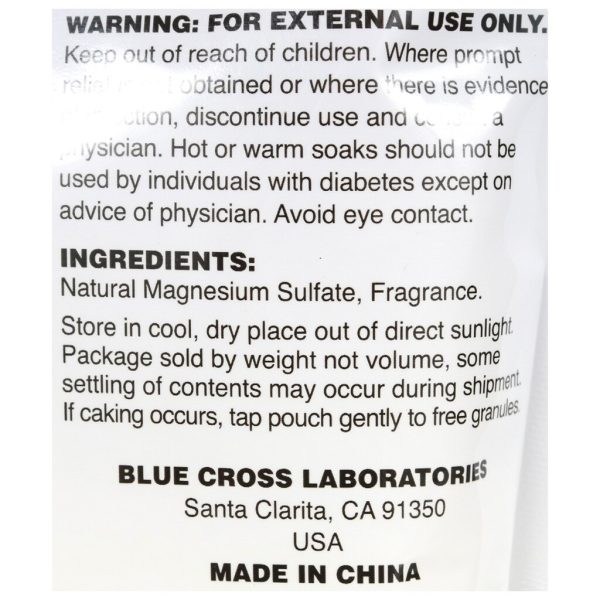 WARNING: FOR EXTERNAL USE ONLY.
Keep out of reach of children. Where prompt
obtained or where there is evidence
discontinue use and a
physician. Hot or warm soaks should not be
used by individuals with diabetes except on
advice of physician. Avoid eye contact.
INGREDIENTS:
Natural Magnesium Sulfate, Fragrance.
Store in cool, dry place out of direct sunlight.
Package sold by weight not volume, some
settling of contents may occur during shipment.
If caking occurs, tap pouch gently to free granules.
BLUE CROSS LABORATORIES
Santa Clarita, CA 91350
USA
MADE IN CHINA